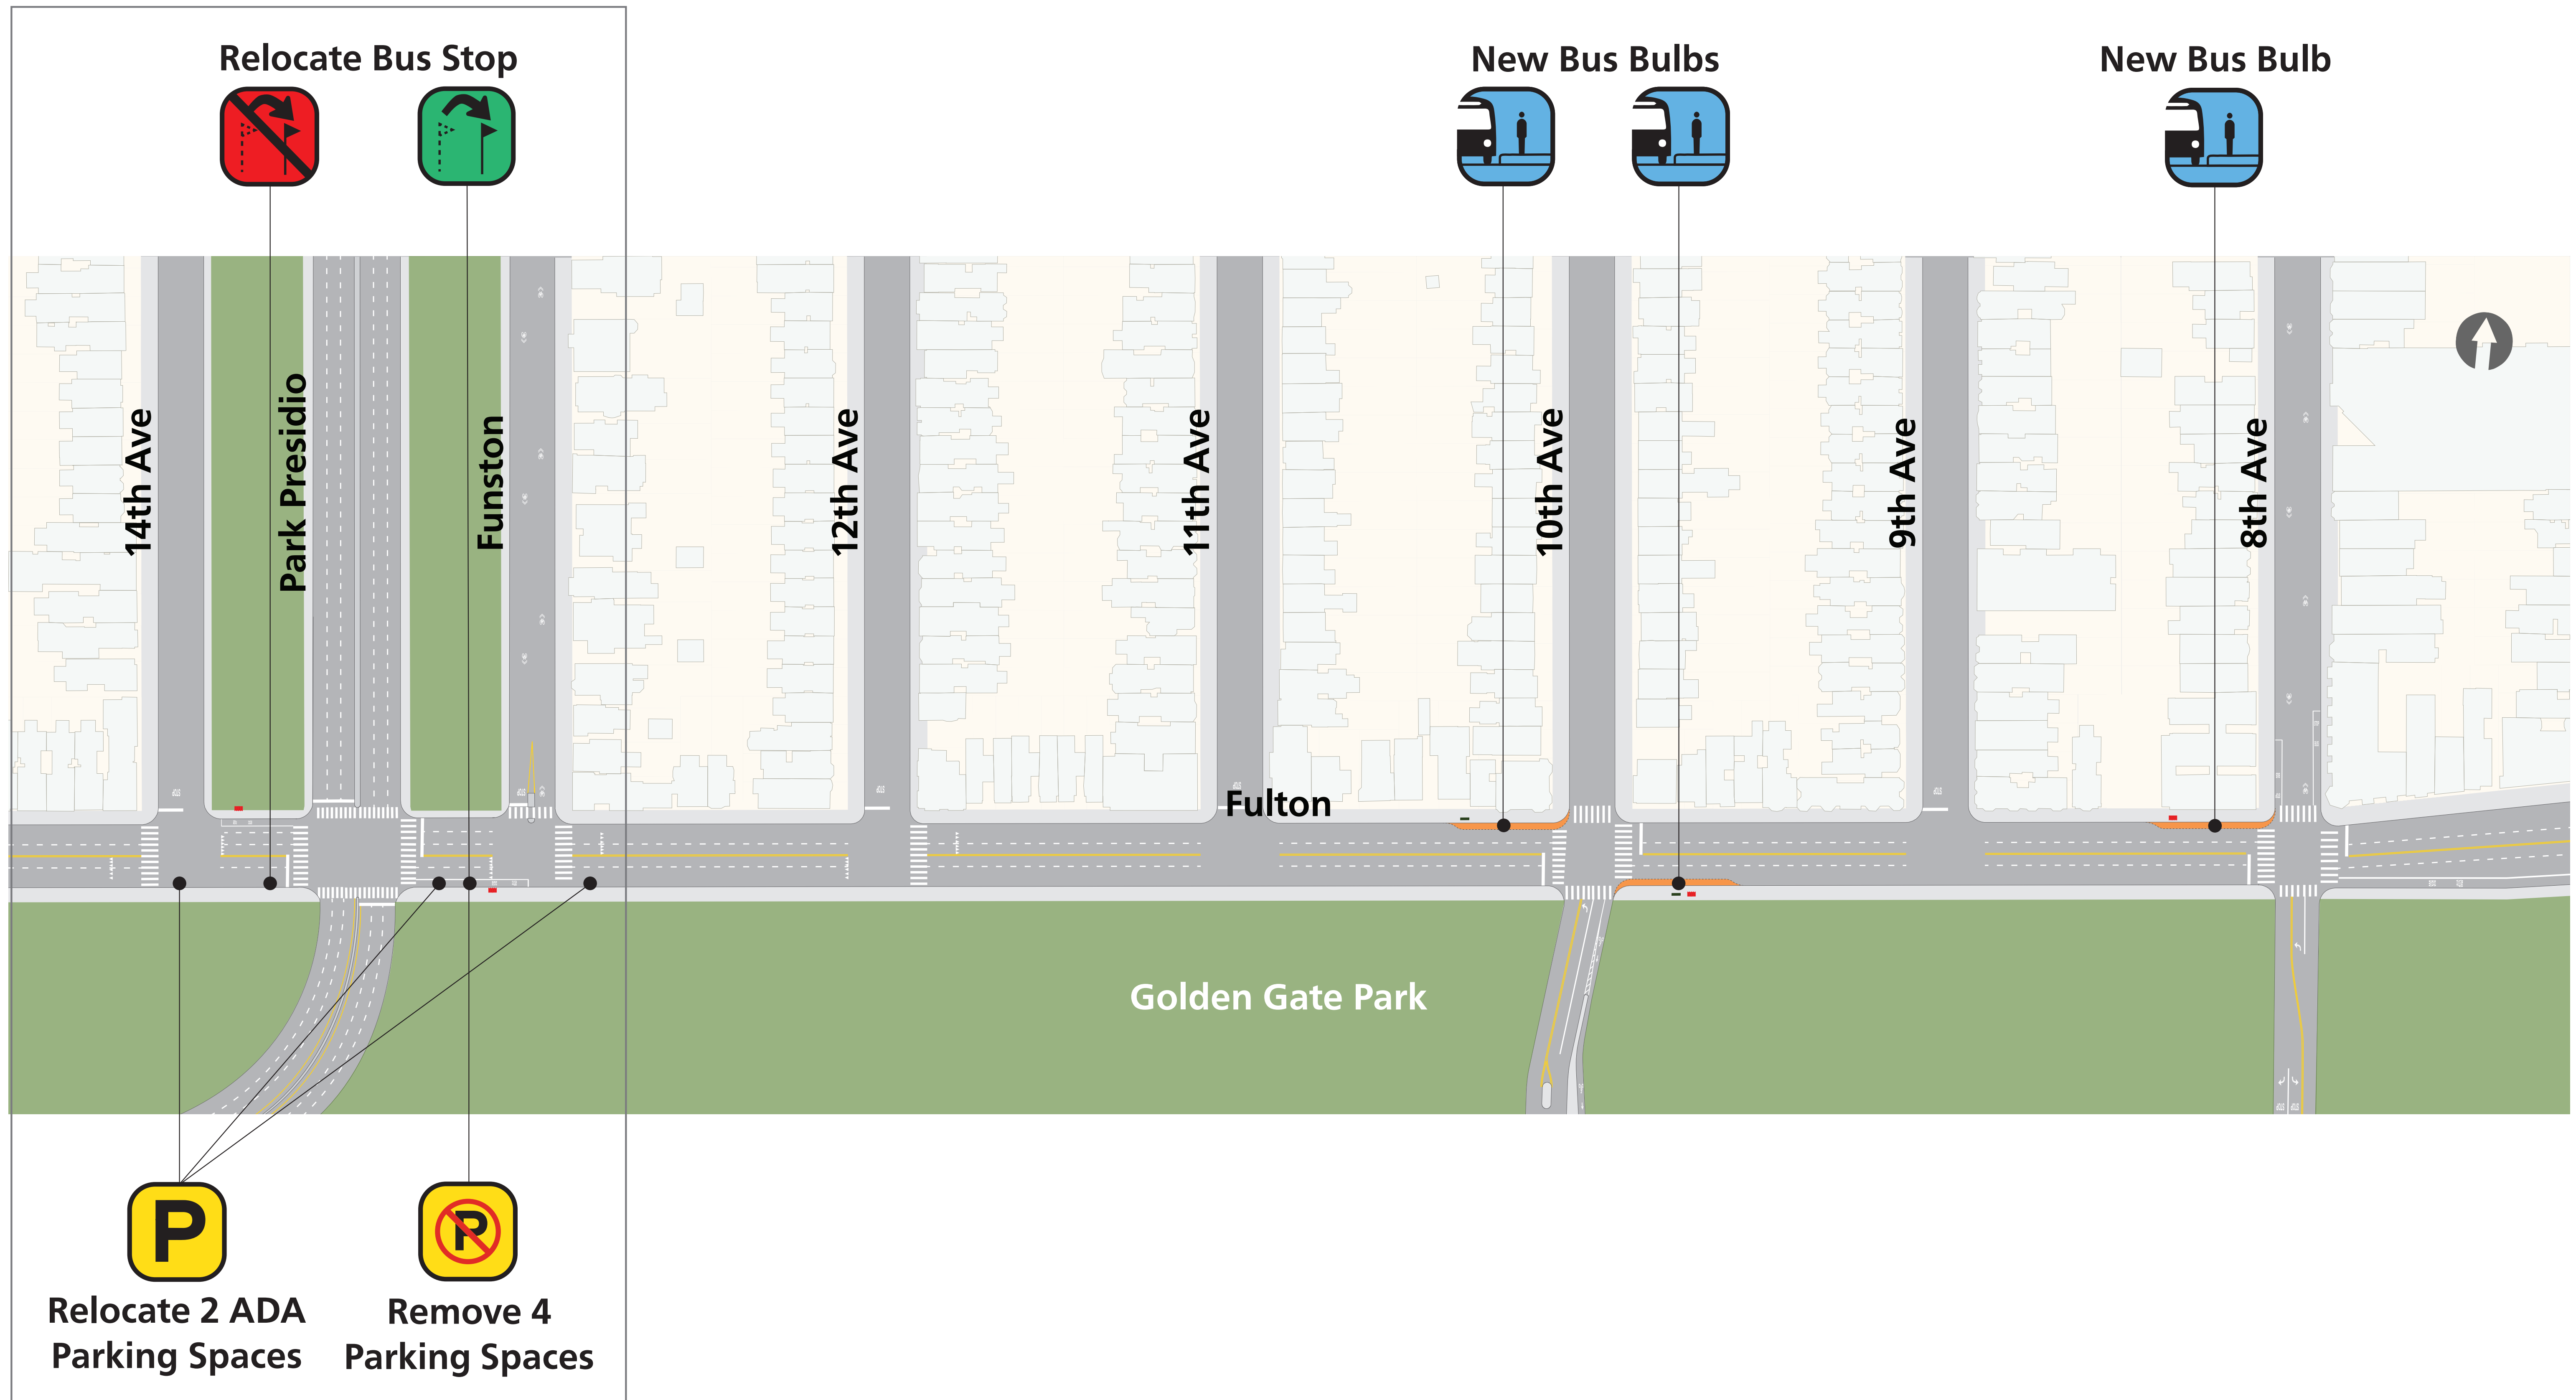 Relocate Bus Stop
New Bus Bulbs
New Bus Bulb
14th Ave
Park Presidio
Funston
12th Ave
11th Ave
10th Ave
9th Ave
8th Ave
Fulton
Golden Gate Park
P
P
Relocate 2 ADA
Parking Spaces
Remove 4
Parking Spaces